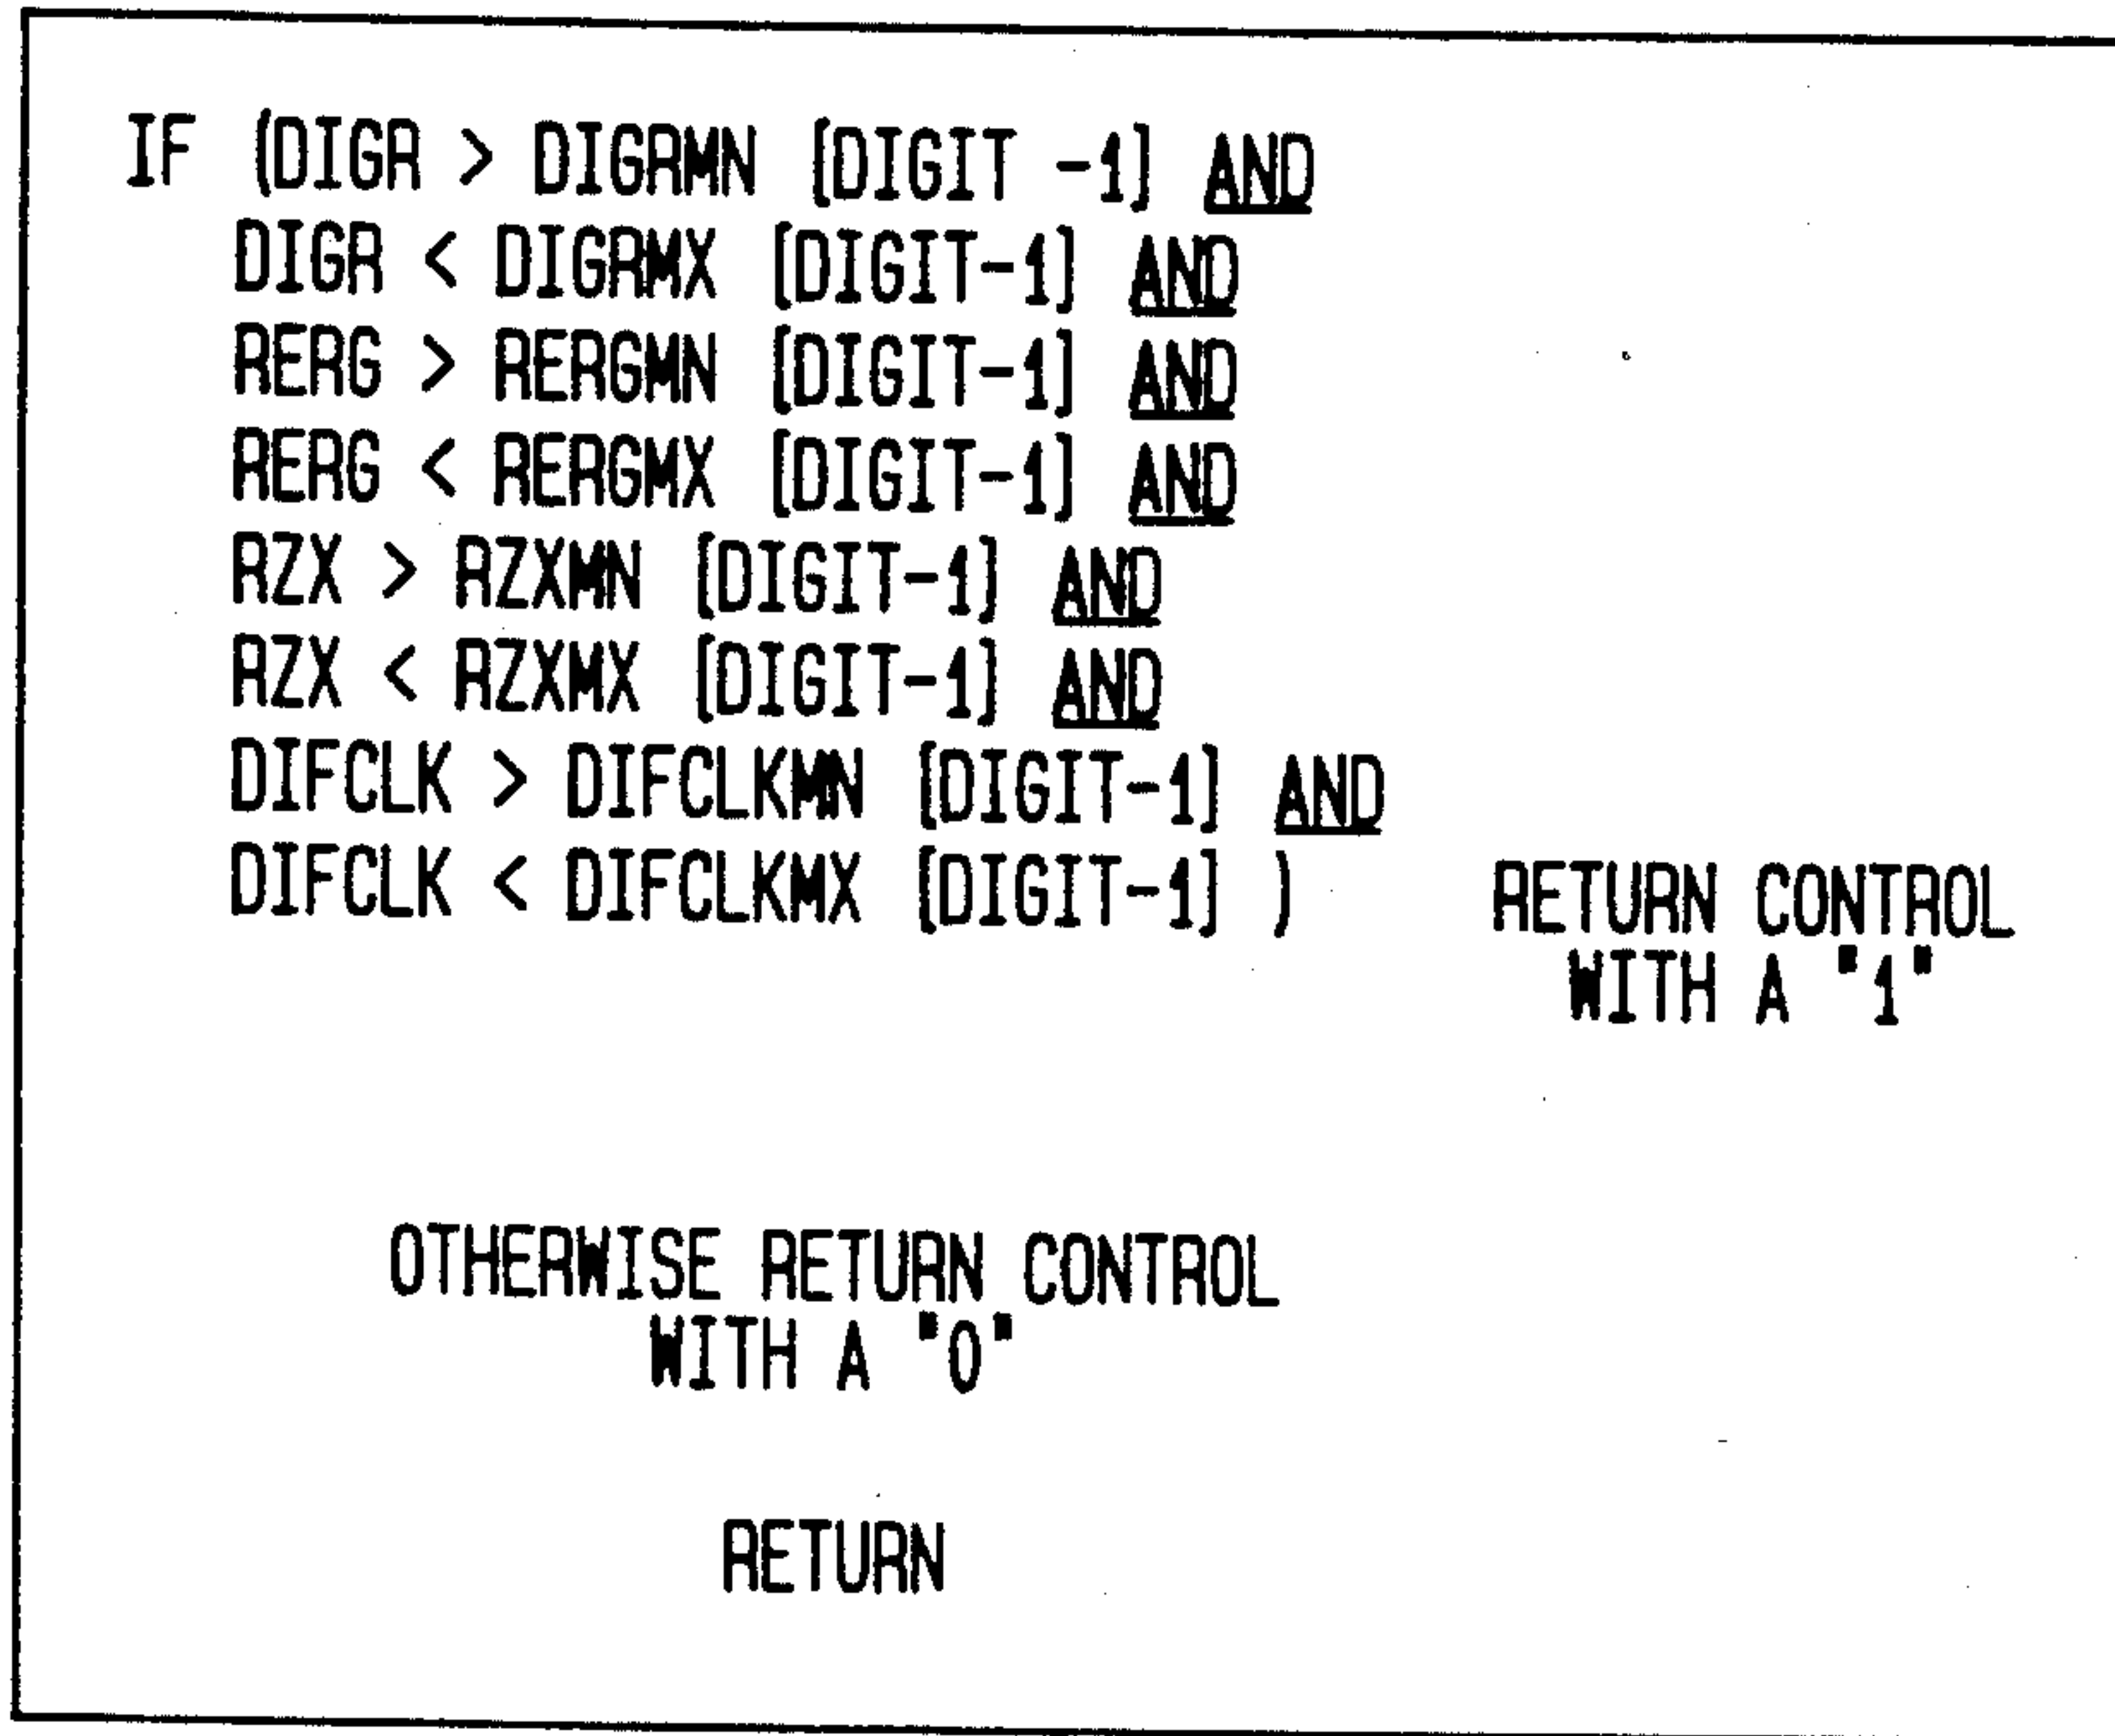 IF (DIGR > DIGRMN [DIGIT -1] AND
DIGR < DIGRMX [DIGIT-1] AND
RERG > RERGMN [DIGIT-1] AND
RERG < RERGMX [DIGIT-1] AND
RZX > RZXMN [DIGIT-1] AND
RZX < RZXMX [DIGIT-1] AND
DIFCLK > DIFCLKMN [DIGIT-1] AND
DIFCLK < DIFCLKMX [DIGIT-1] ) RETURN CONTROL
WITH A "1"
OTHERWISE RETURN CONTROL
WITH A "0"
RETURN